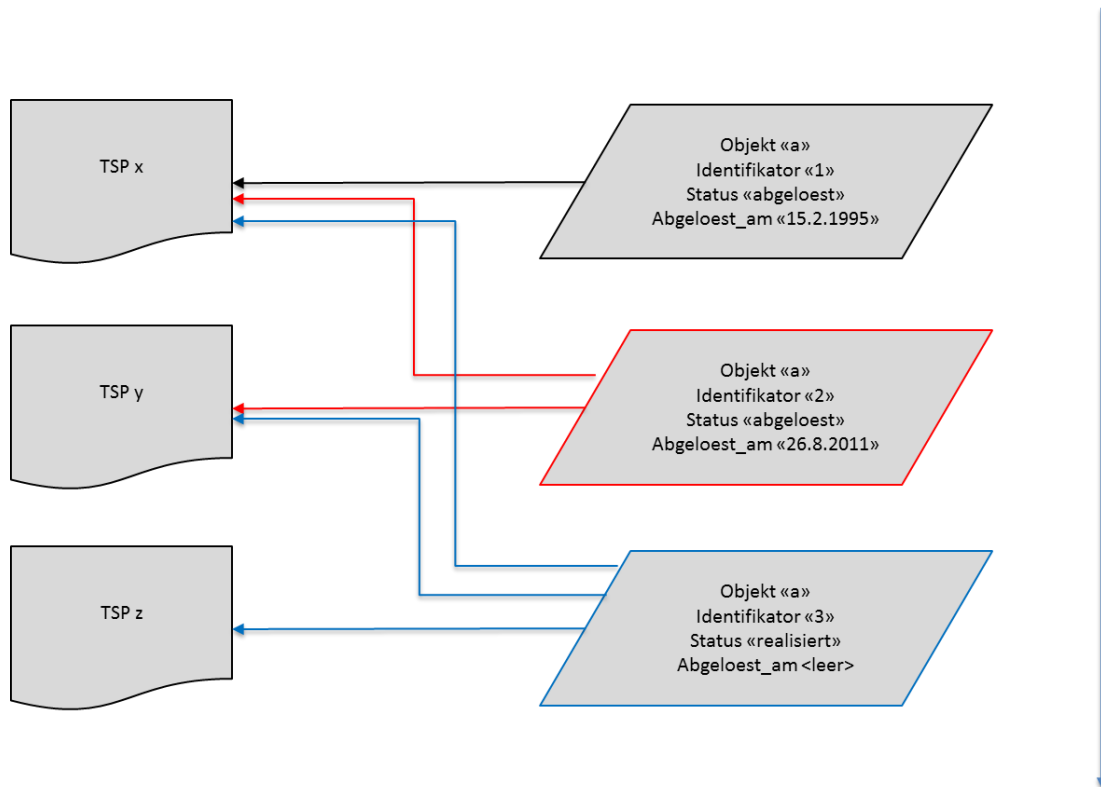 TSP x
Objekt «a»
Identifikator «1»
Status «abgeloest»
Abgeloest_am «15.2.1995»
TSP y
Objekt «a»
Identifikator «2»
Status «abgeloest»
Abgeloest_am «26.8.2011»
TSP z
Objekt «a»
Identifikator «3»
Status «realisiert»
Abgeloest_am <leer>